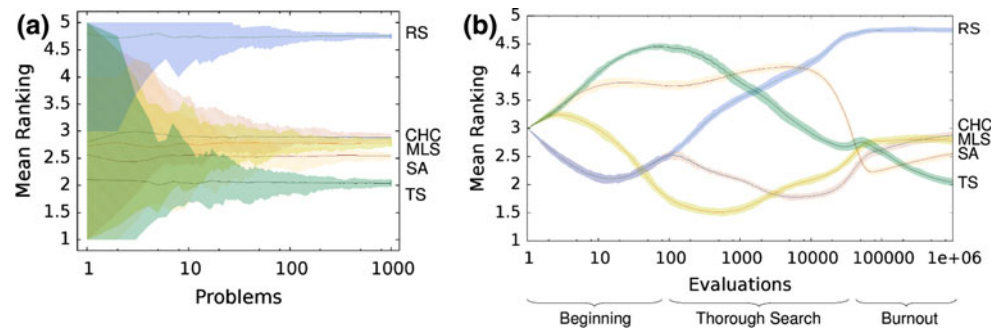 (a)
Mean Ranking
5
4.5
4
3.5
3
2.5
2
1.5
1
1 10 100 1000
Problems
RS
CHC
MLS
SA
TS
(b)
Mean Ranking
5
4.5
4
3.5
3
2.5
2
1.5
1
1 10 100 1000 10000 100000 1e+06
Evaluations
RS
CHC
MLS
SA
TS
Beginning Thorough Search Burnout